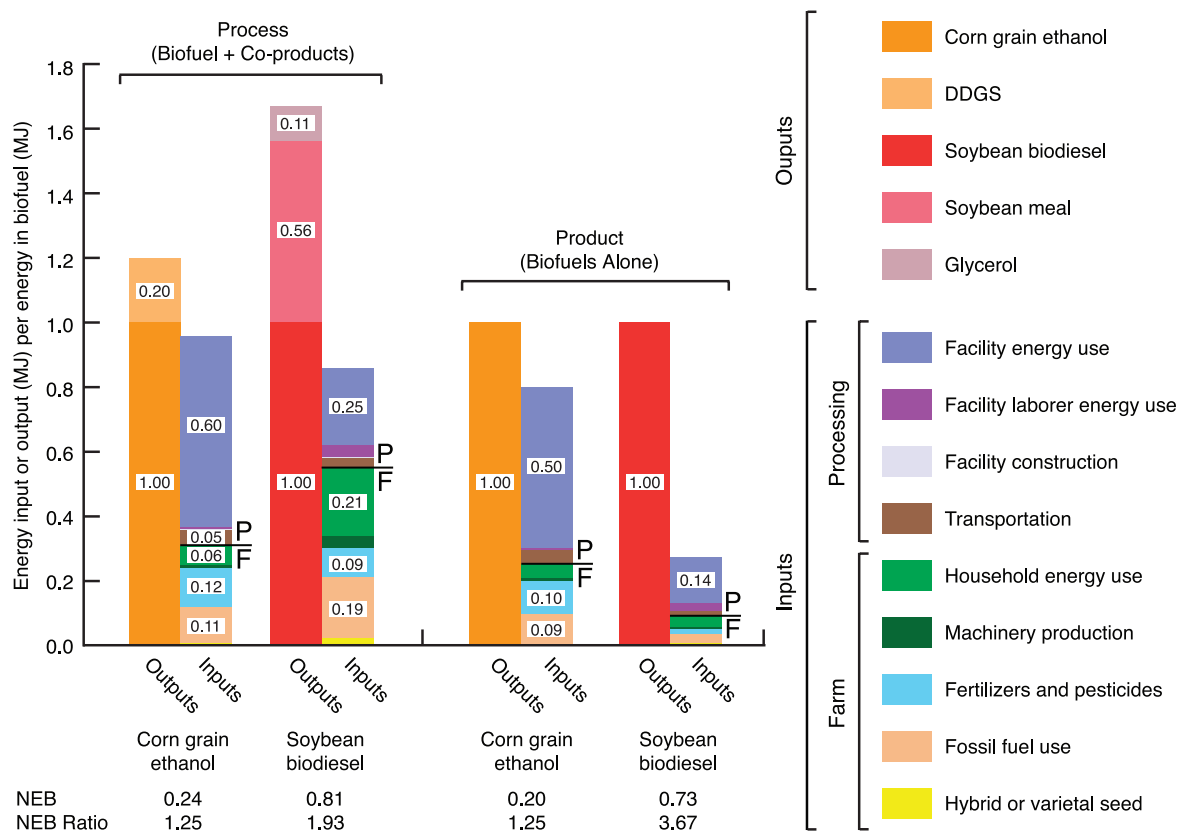 Process
(Biofuel + Co-products)
Energy input or output (MJ) per energy in biofuel (MJ)
1.8
1.6
1.4
1.2
1.0
0.8
0.6
0.4
0.2
0.0
0.20
1.00
0.60
0.05
0.06
0.12
0.11
P
F
0.11
0.56
1.00
0.25
0.21
0.09
0.19
P
F
Product
(Biofuels Alone)
1.00
0.50
0.10
0.09
P
F
1.00
0.14
P
F
Outputs
Inputs
Outputs
Inputs
Outputs
Inputs
Outputs
Inputs
Corn grain
ethanol
Soybean
biodiesel
Corn grain
ethanol
Soybean
biodiesel
NEB 0.24 0.81 0.20 0.73
NEB Ratio 1.25 1.93 1.25 3.67
Ouputs
Corn grain ethanol
DDGS
Soybean biodiesel
Soybean meal
Glycerol
Inputs
Processing
Facility energy use
Facility laborer energy use
Facility construction
Transportation
Farm
Household energy use
Machinery production
Fertilizers and pesticides
Fossil fuel use
Hybrid or varietal seed